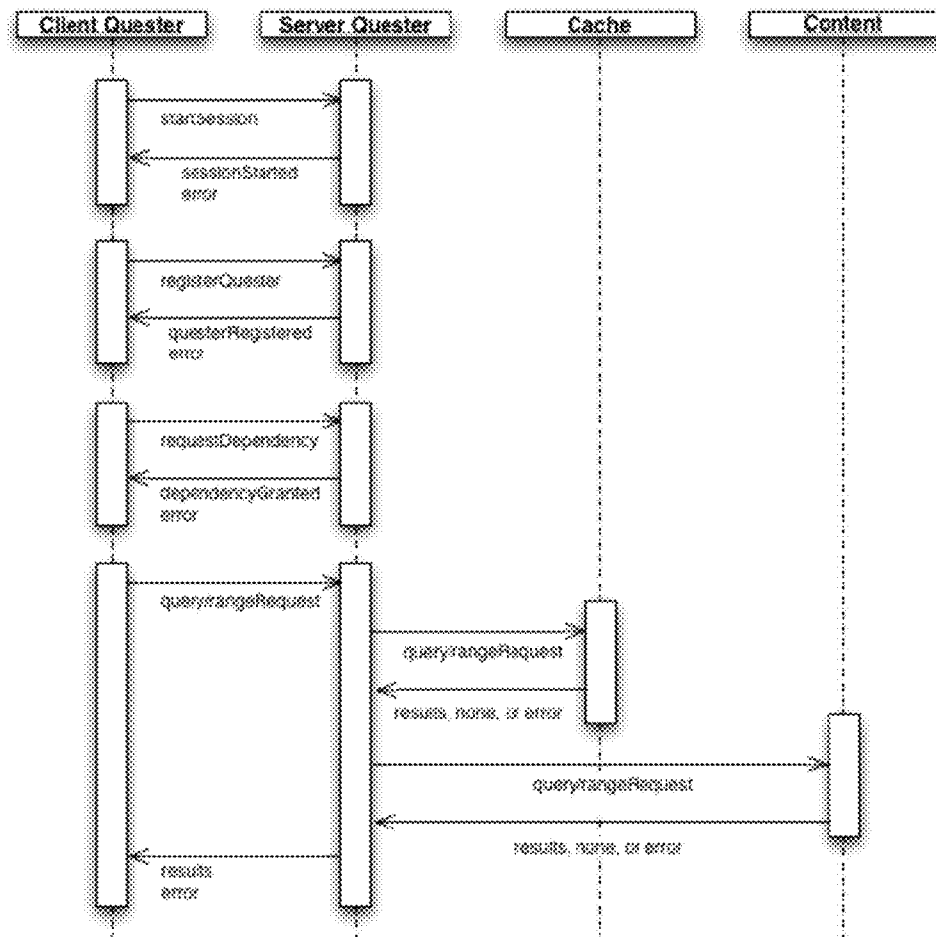 Client Quester
Server Quester
Cache
Content
startsession
sessionStarted
error
registerQuester
questerRegistered
error
requestDependency
dependencyGranted
error
query/rangeRequest
query/rangeRequest
results, none, or error
query/rangeRequest
results, none, or error
results
error